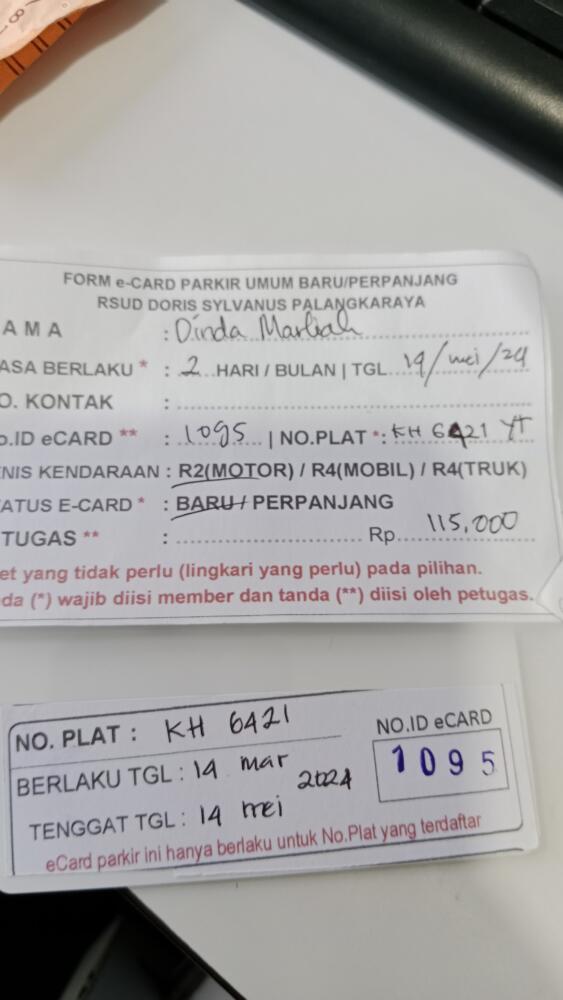 FORM e-CARD PARKIR UMUM BARU/PERPANJANG
RSUD DORIS SYLVANUS PALANGKARAYA
AMA : Dinda Marliah
ASA BERLAKU * : 2 HARI / BULAN | TGL 14/mei/24
O. KONTAK :
o.ID eCARD ** : 1095 | NO.PLAT *: KH 6421 YT
NIS KENDARAAN : R2(MOTOR) / R4(MOBIL) / R4(TRUK)
ATUS E-CARD * : BARU / PERPANJANG
TUGAS ** : Rp 115,000
et yang tidak perlu (lingkari yang perlu) pada pilihan.
da (*) wajib diisi member dan tanda (**) diisi oleh petugas.
NO. PLAT : KH 6421
NO.ID eCARD
BERLAKU TGL : 14 mar 2024
1095
TENGGAT TGL : 14 mei
eCard parkir ini hanya berlaku untuk No.Plat yang terdaftar